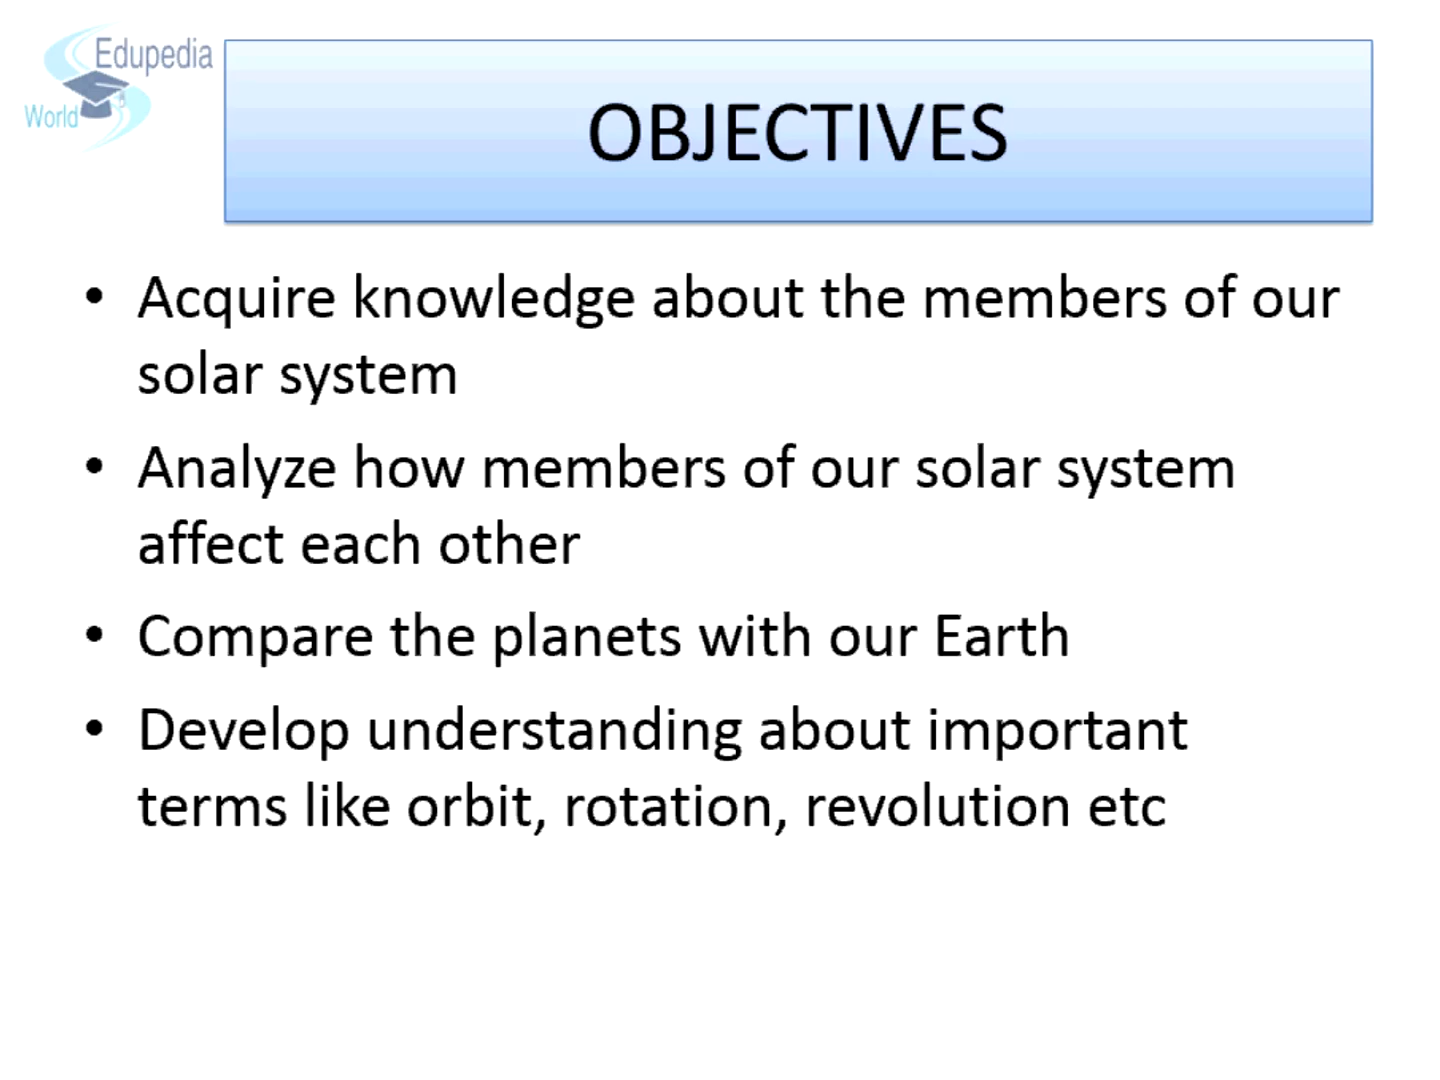 Edupedia
World
OBJECTIVES
• Acquire knowledge about the members of our
solar system
• Analyze how members of our solar system
affect each other
• Compare the planets with our Earth
• Develop understanding about important
terms like orbit, rotation, revolution etc